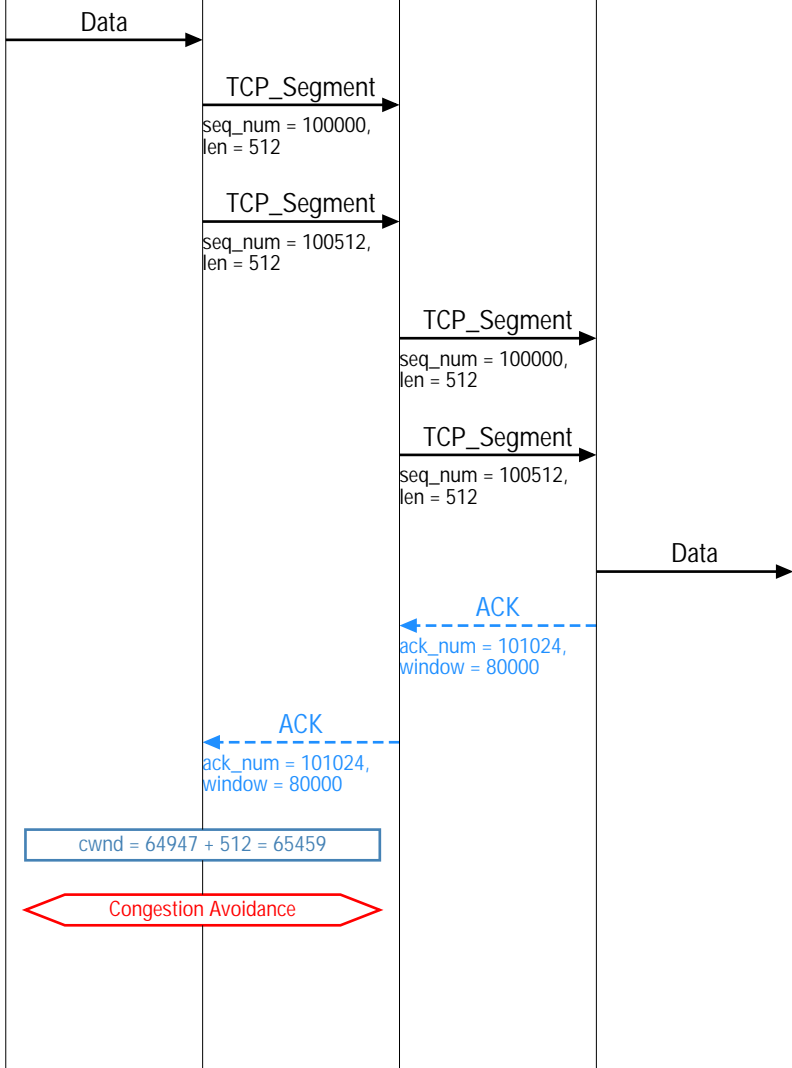 Data
TCP_Segment
seq_num = 100000,
len = 512
TCP_Segment
seq_num = 100512,
len = 512
TCP_Segment
seq_num = 100000,
len = 512
TCP_Segment
seq_num = 100512,
len = 512
Data
ACK
ack_num = 101024,
window = 80000
ACK
ack_num = 101024,
window = 80000
cwnd = 64947 + 512 = 65459
Congestion Avoidance